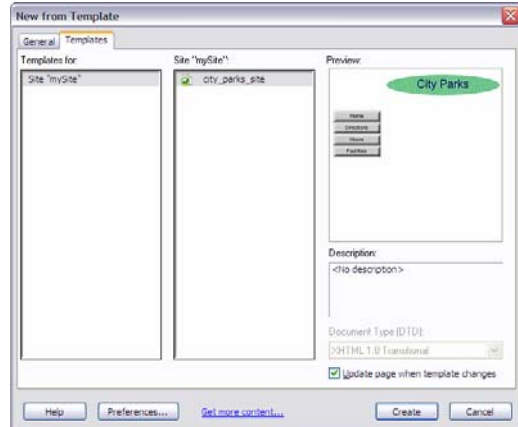 New from Template
General Templates
Templates for:
Site "mySite"
Site "mySite":
city_parks_site
Preview:
City Parks
Home
Directions
Hours
Facilities
Description:
<No description>
Document Type (DTD):
XHTML 1.0 Transitional
Update page when template changes
Help Preferences... Get more content... Create Cancel